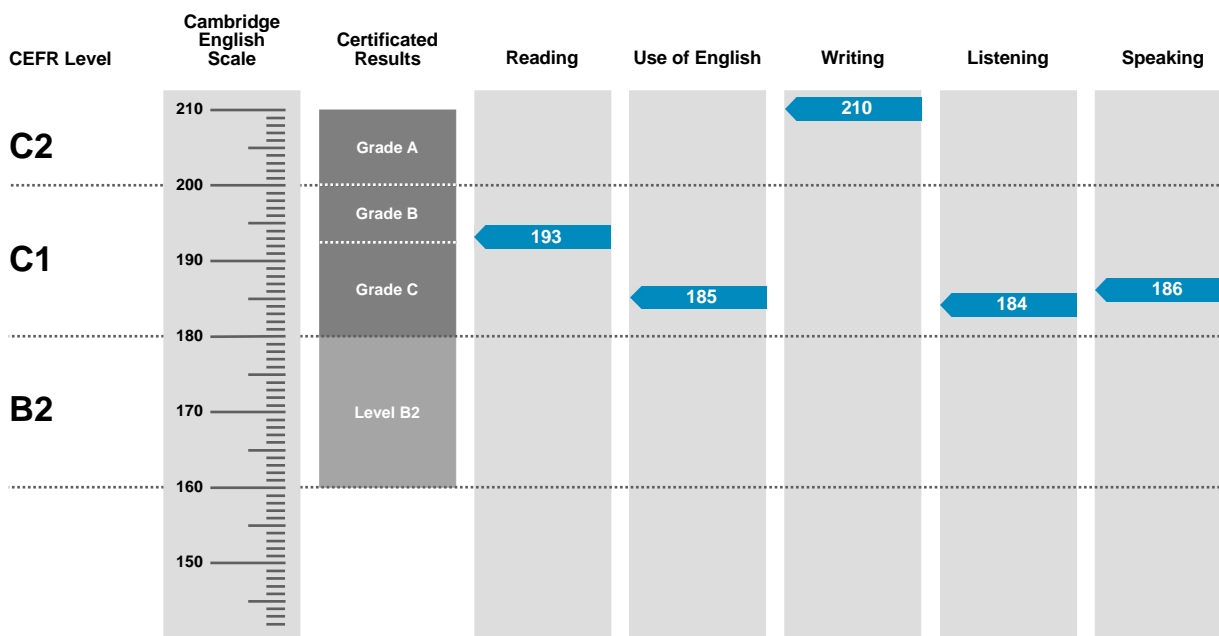 CEFR Level
Cambridge
English
Scale
Certificated
Results
Reading
Use of English
Writing
Listening
Speaking
C2
C1
B2
210
200
190
180
170
160
150
Grade A
Grade B
Grade C
Level B2
193
185
210
184
186